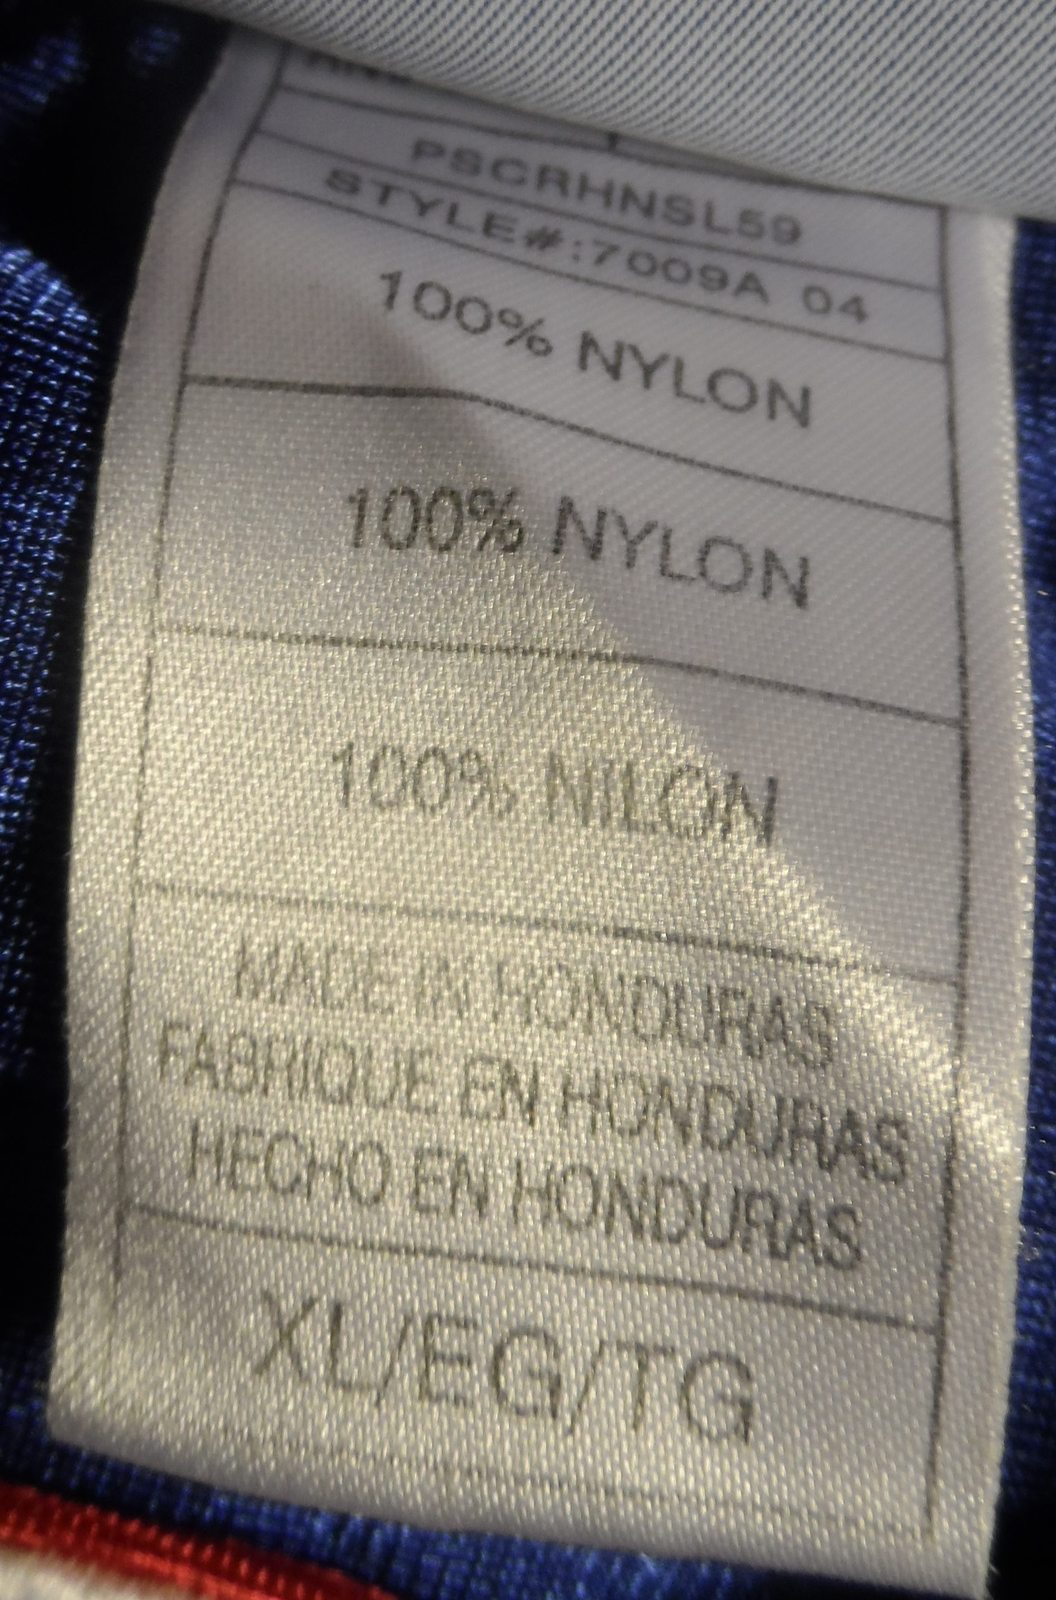 PSCRHNSL59
STYLE#:7009A 04
100% NYLON
100% NYLON
100% NILON
MADE IN HONDURAS
FABRIQUE EN HONDURAS
HECHO EN HONDURAS
XL/EG/TG